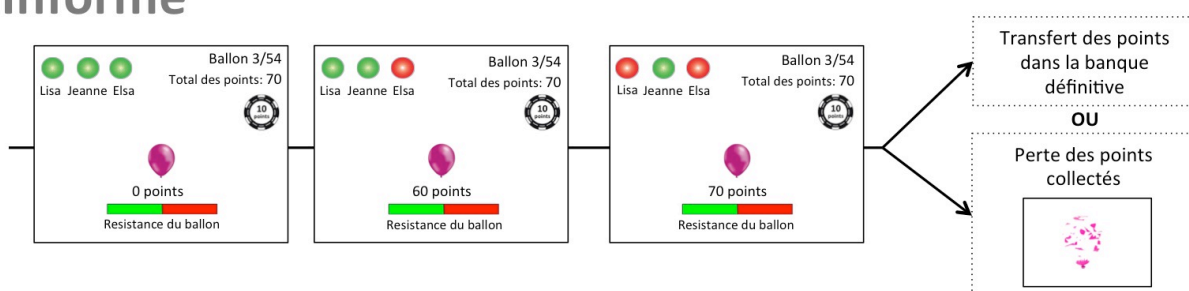 informé
Ballon 3/54
Total des points: 70
Lisa Jeanne Elsa
10
points
0 points
Resistance du ballon
Ballon 3/54
Total des points: 70
Lisa Jeanne Elsa
10
points
60 points
Resistance du ballon
Ballon 3/54
Total des points: 70
Lisa Jeanne Elsa
10
points
70 points
Resistance du ballon
Transfert des points
dans la banque
définitive
OU
Perte des points
collectés